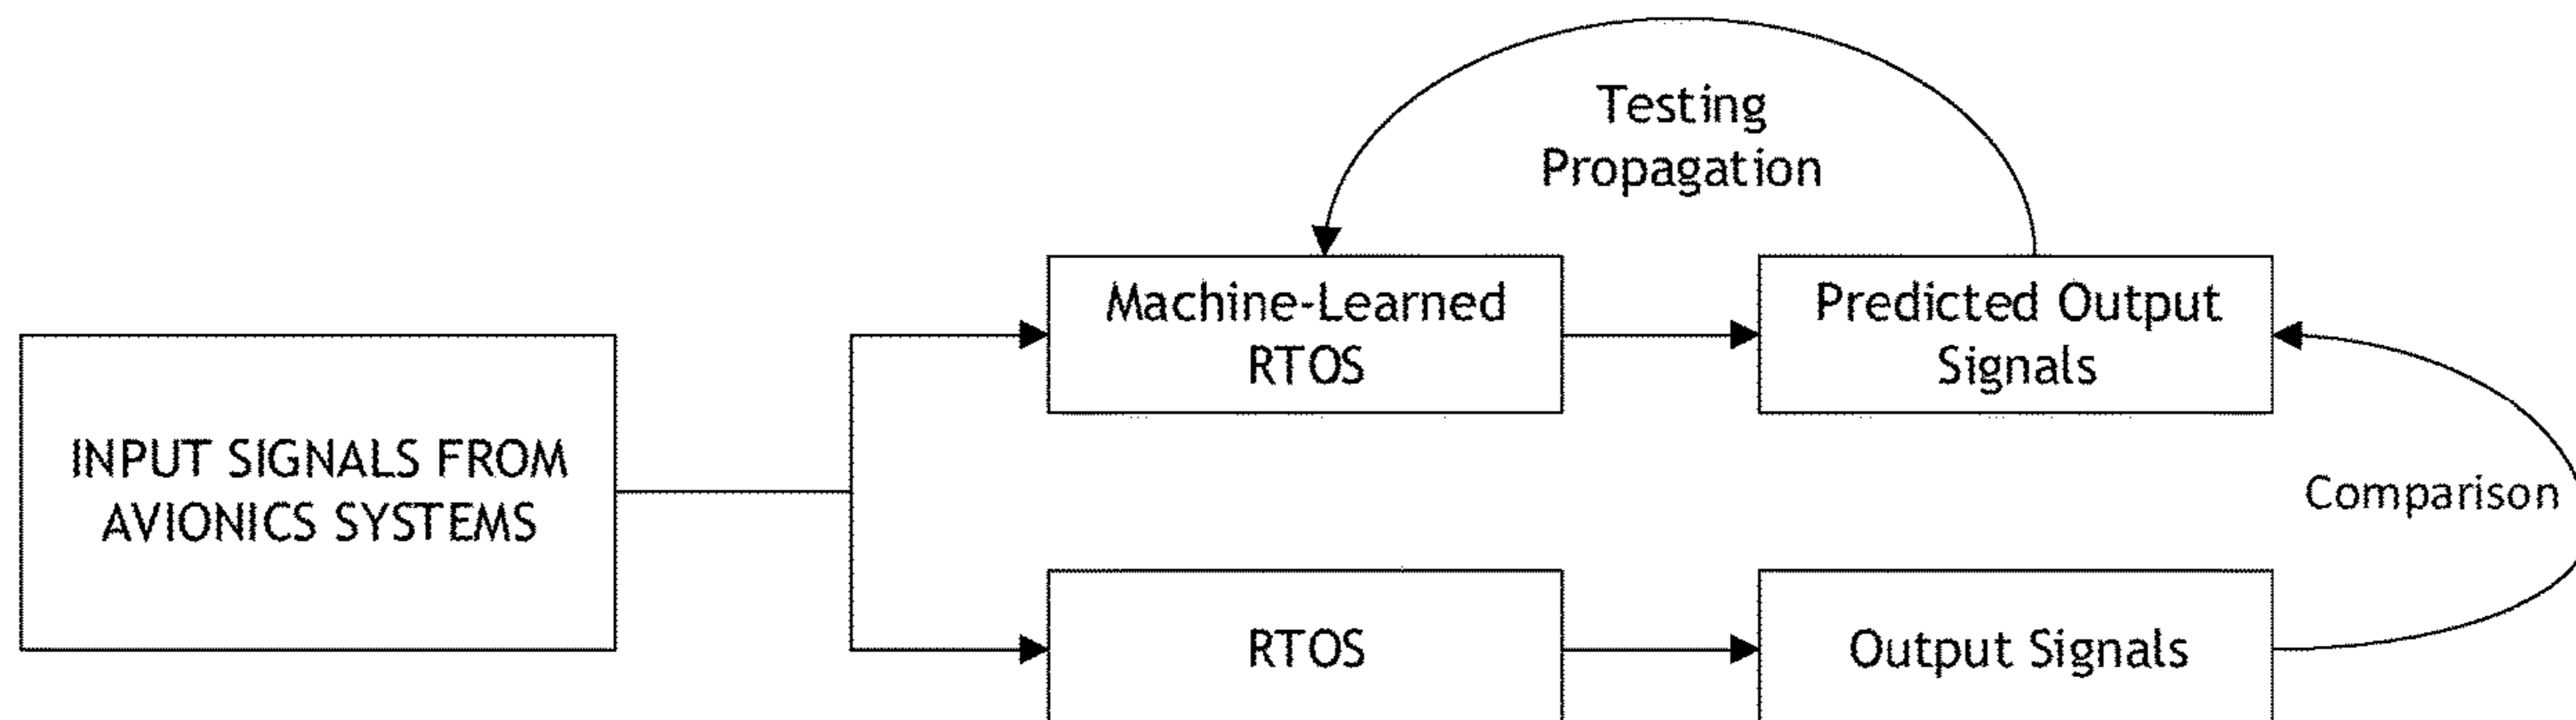 Testing
Propagation
Machine-Learned
RTOS
Predicted Output
Signals
INPUT SIGNALS FROM
AVIONICS SYSTEMS
Comparison
RTOS
Output Signals